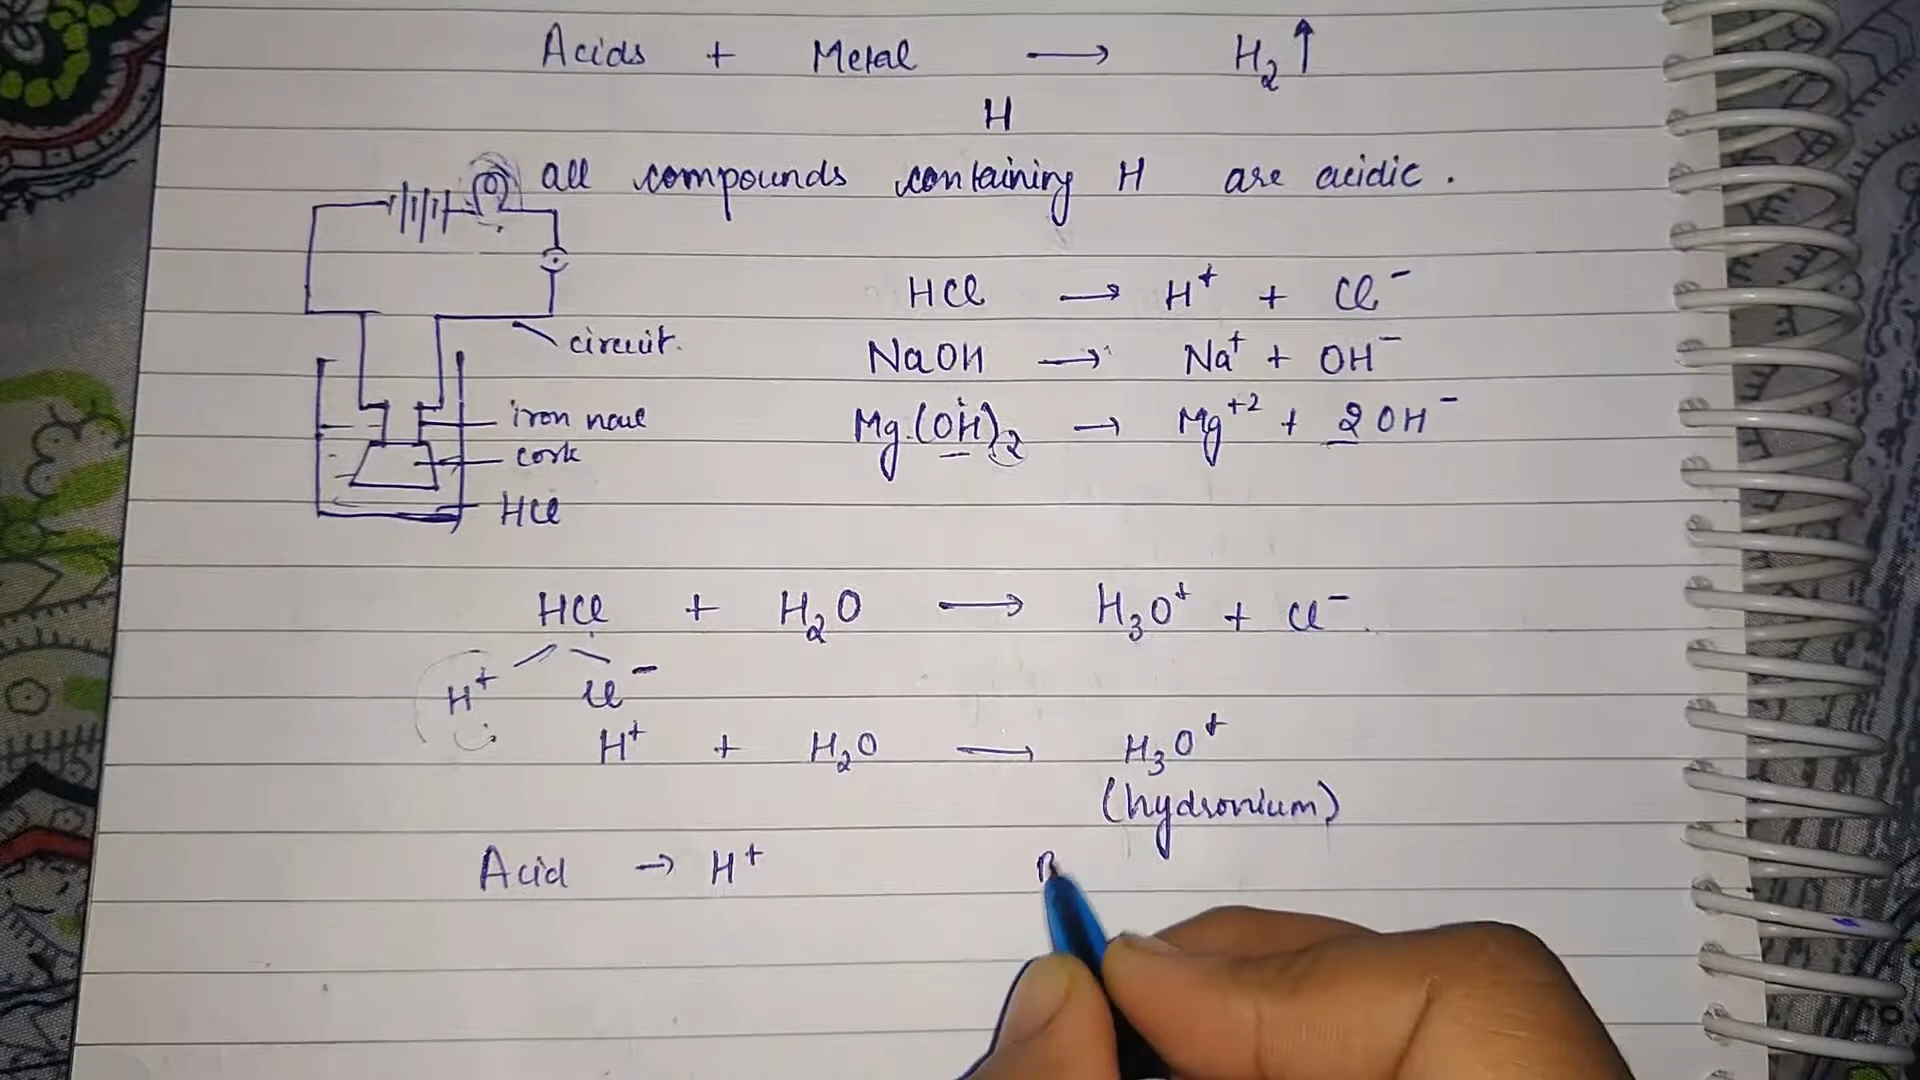 Acids + Metal → H₂↑
H
all compounds containing H are acidic.
HCl → H⁺ + Cl⁻
circuit.
NaOH → Na⁺ + OH⁻
iron nail
Mg(OH)₂ → Mg⁺² + 2OH⁻
cork
HCl
HCl + H₂O → H₃O⁺ + Cl⁻
H⁺ Cl⁻
H⁺ + H₂O → H₃O⁺
(hydronium)
Acid → H⁺